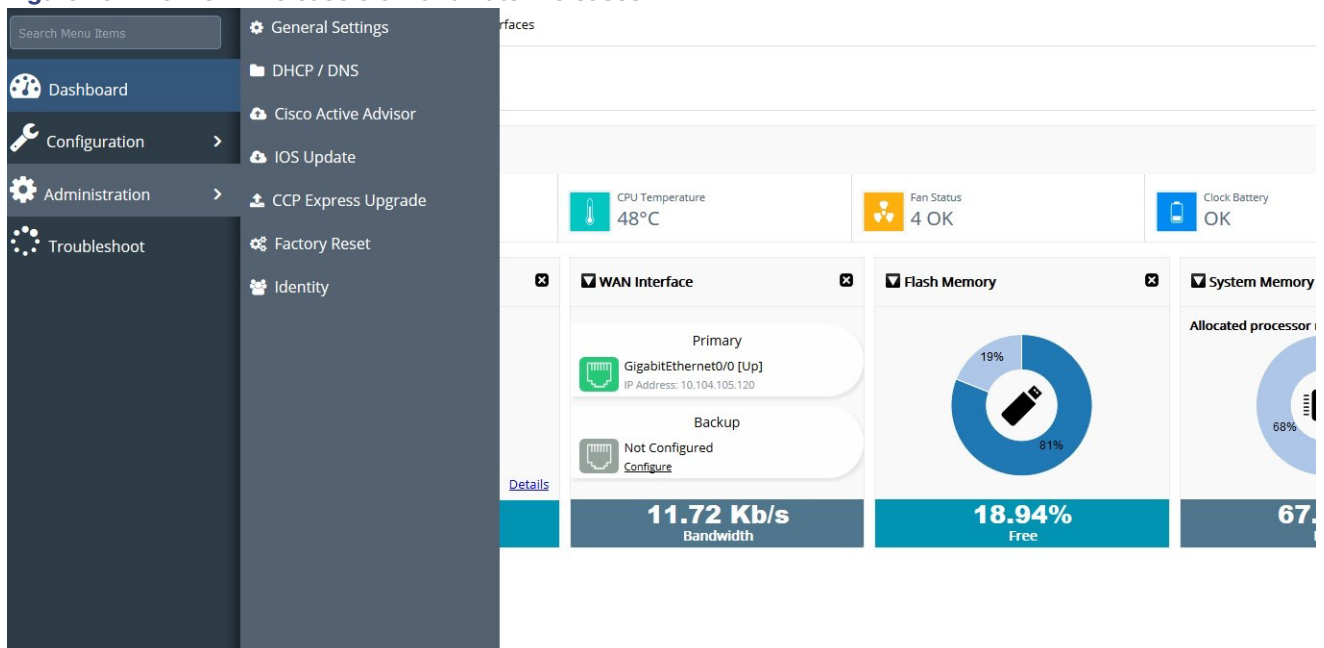 Search Menu Items
Dashboard
Configuration
Administration
Troubleshoot
General Settings
DHCP / DNS
Cisco Active Advisor
IOS Update
CCP Express Upgrade
Factory Reset
Identity
rfaces
CPU Temperature
48°C
Fan Status
4 OK
Clock Battery
OK
Details
WAN Interface
Primary
GigabitEthernet0/0 [Up]
IP Address: 10.104.105.120
Backup
Not Configured
Configure
11.72 Kb/s
Bandwidth
Flash Memory
19%
81%
18.94%
Free
System Memory
Allocated processor
68%
67.